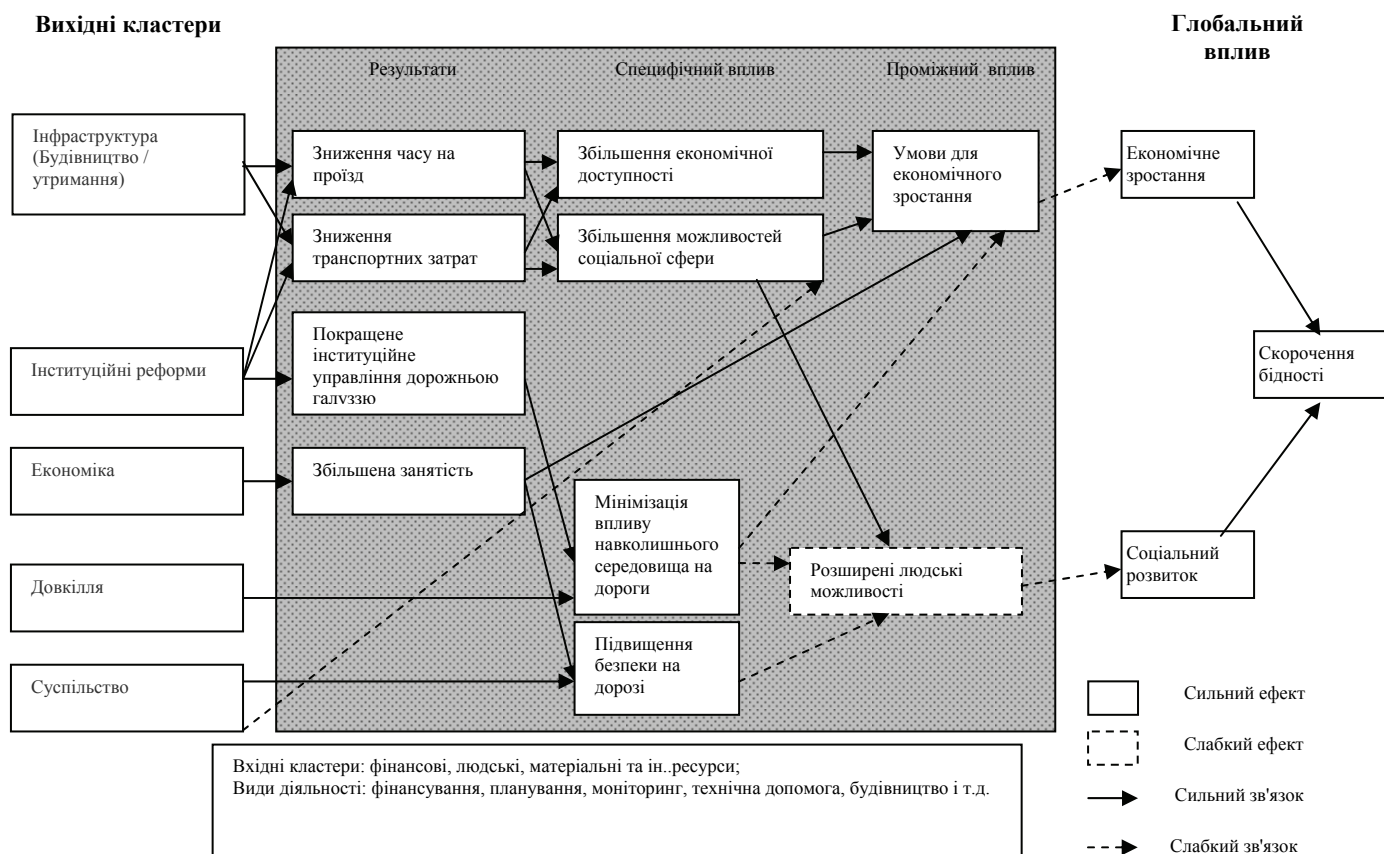 Вихідні кластери
Глобальний
вплив
Результати
Специфічний вплив
Проміжний вплив
Інфраструктура
(Будівництво /
утримання)
Зниження часу на
проїзд
Збільшення економічної
доступності
Умови для
економічного
зростання
Економічне
зростання
Зниження
транспортних затрат
Збільшення можливостей
соціальної сфери
Покращене
інституційне
управління дорожньою
галуззю
Інституційні реформи
Скорочення
бідності
Економіка
Збільшена занятість
Мінімізація
впливу
навколишнього
середовища на
дороги
Довкілля
Розширені людські
можливості
Соціальний
розвиток
Підвищення
безпеки на
дорозі
Суспільство
Сильний ефект
Слабкий ефект
Сильний зв'язок
Слабкий зв'язок
Вхідні кластери: фінансові, людські, матеріальні та ін..ресурси;
Види діяльності: фінансування, планування, моніторинг, технічна допомога, будівництво і т.д.